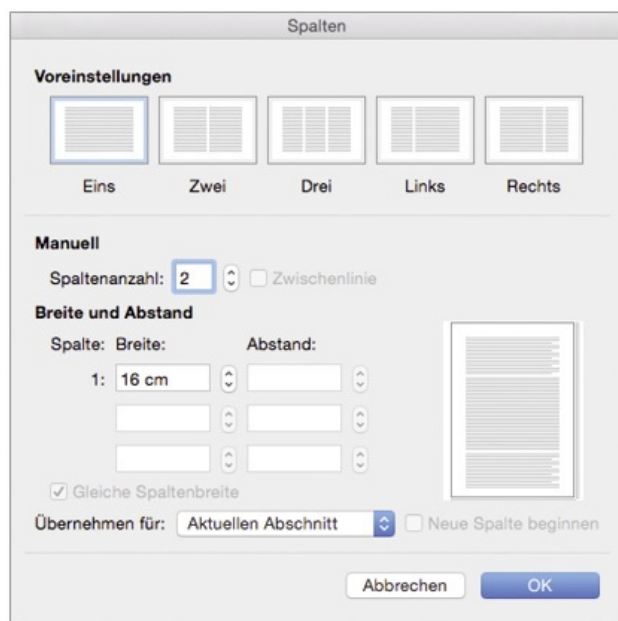 Spalten
Voreinstellungen
Eins Zwei Drei Links Rechts
Manuell
Spaltenanzahl: 2 Zwischenlinie
Breite und Abstand
Spalte: Breite: Abstand:
1: 16 cm
Gleiche Spaltenbreite
Übernehmen für: Aktuellen Abschnitt Neue Spalte beginnen
Abbrechen OK